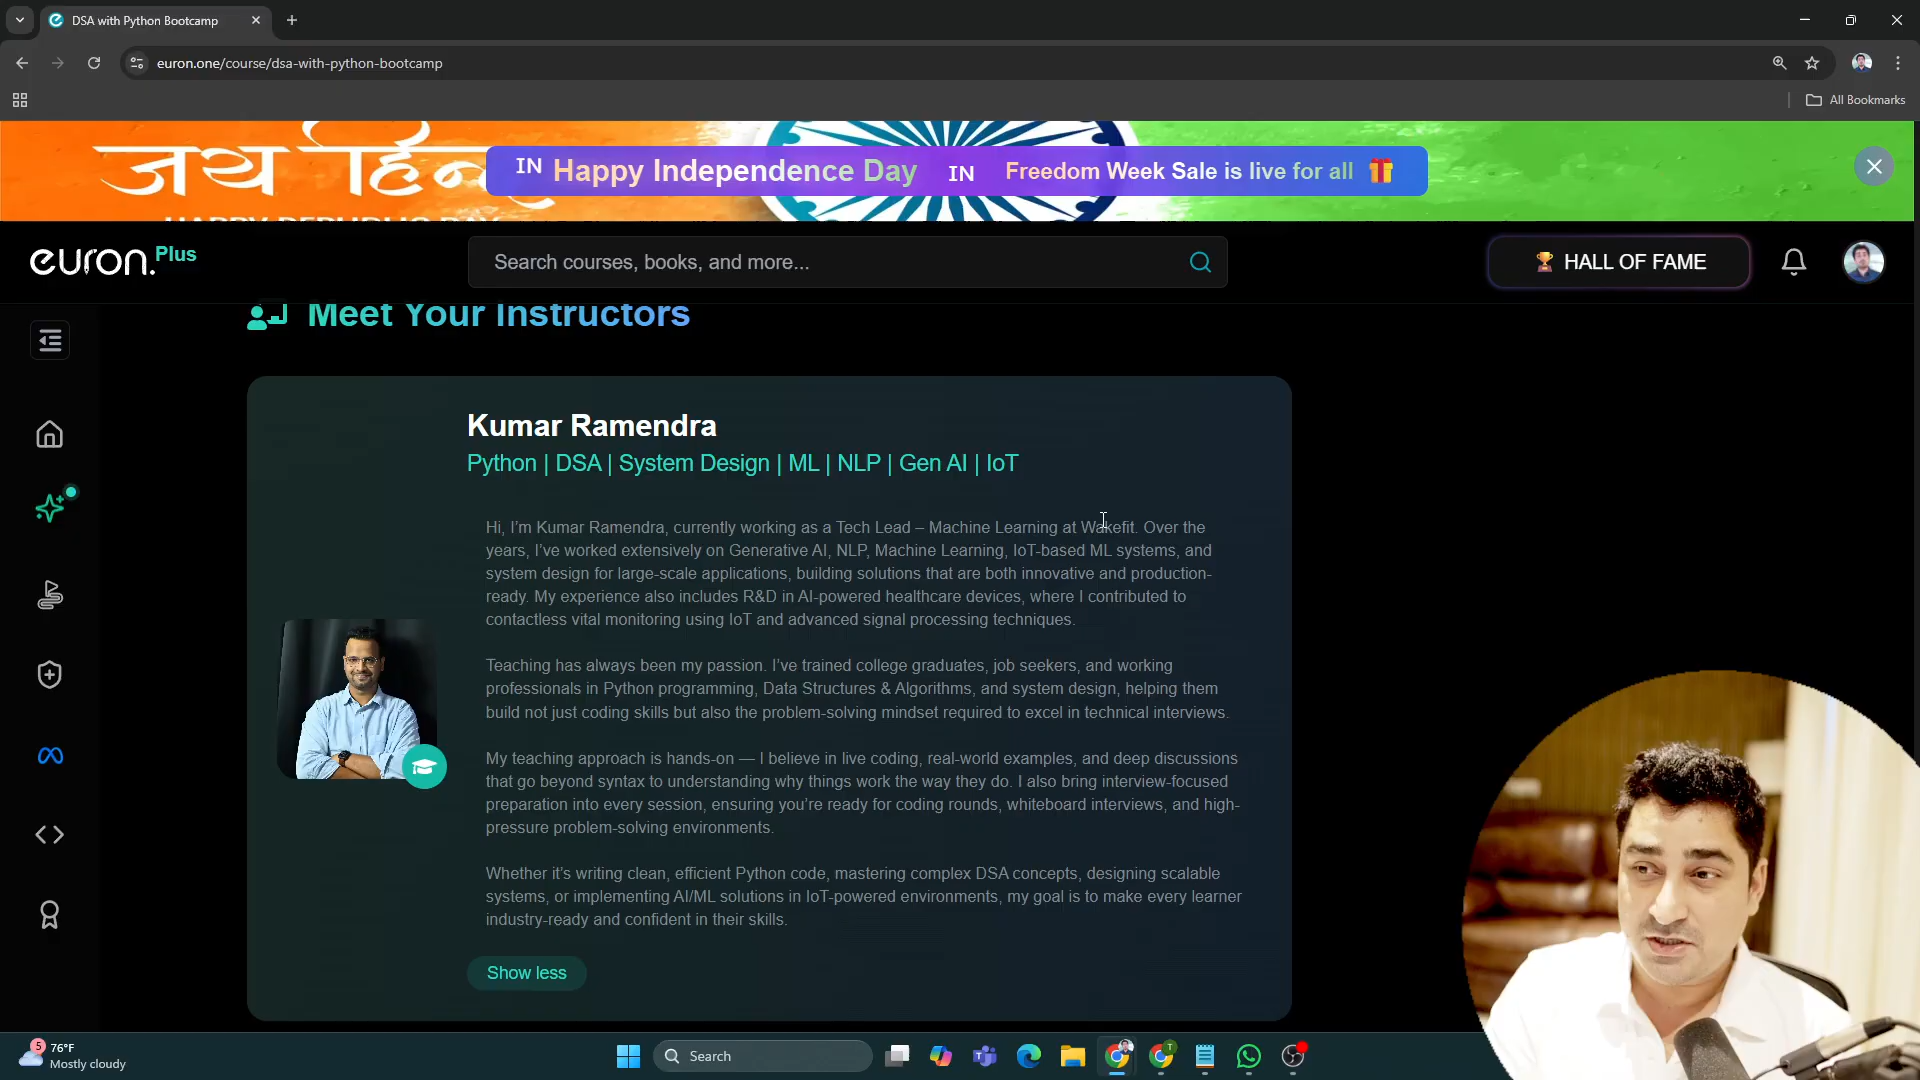 DSA with Python Bootcamp
euron.one/course/dsa-with-python-bootcamp
All Bookmarks
जय हिन्द
IN Happy Independence Day IN Freedom Week Sale is live for all
euron.Plus
Search courses, books, and more...
HALL OF FAME
Meet Your Instructors
Kumar Ramendra
Python | DSA | System Design | ML | NLP | Gen AI | IoT
Hi, I’m Kumar Ramendra, currently working as a Tech Lead – Machine Learning at Wakefit. Over the
years, I’ve worked extensively on Generative AI, NLP, Machine Learning, IoT-based ML systems, and
system design for large-scale applications, building solutions that are both innovative and production-
ready. My experience also includes R&D in AI-powered healthcare devices, where I contributed to
contactless vital monitoring using IoT and advanced signal processing techniques.
Teaching has always been my passion. I’ve trained college graduates, job seekers, and working
professionals in Python programming, Data Structures & Algorithms, and system design, helping them
build not just coding skills but also the problem-solving mindset required to excel in technical interviews.
My teaching approach is hands-on — I believe in live coding, real-world examples, and deep discussions
that go beyond syntax to understanding why things work the way they do. I also bring interview-focused
preparation into every session, ensuring you’re ready for coding rounds, whiteboard interviews, and high-
pressure problem-solving environments.
Whether it’s writing clean, efficient Python code, mastering complex DSA concepts, designing scalable
systems, or implementing AI/ML solutions in IoT-powered environments, my goal is to make every learner
industry-ready and confident in their skills.
Show less
5
76°F
Mostly cloudy
Search
T